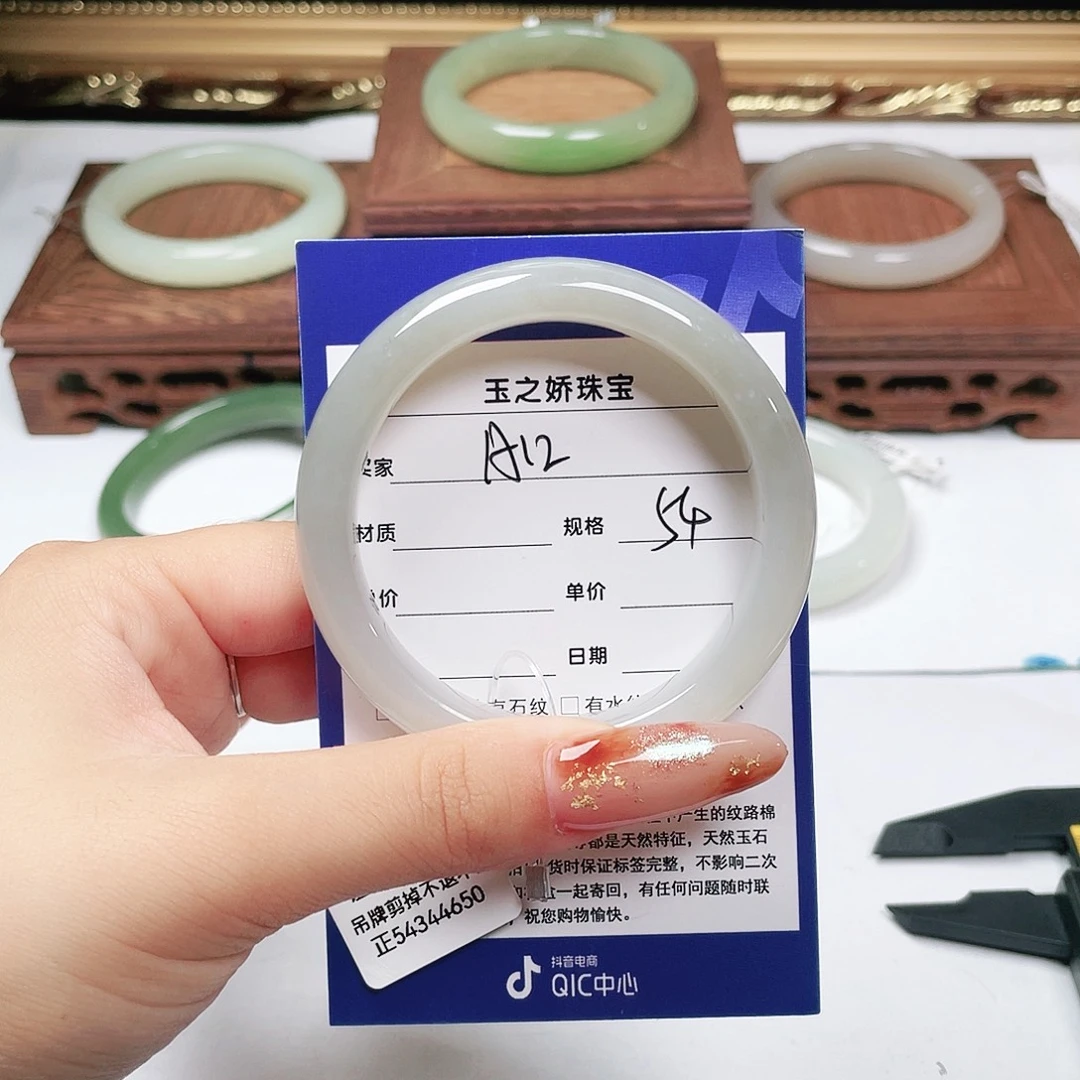 玉之娇珠宝
家 A12
材质 规格 54
价 单价
日期
石纹 □ 有水
产生的纹路棉
都是天然特征，天然玉石
货时保证标签完整，不影响二次
一起寄回，有任何问题随时联
祝您购物愉快。
吊牌剪掉不退
正54344650
抖音电商
QIC中心